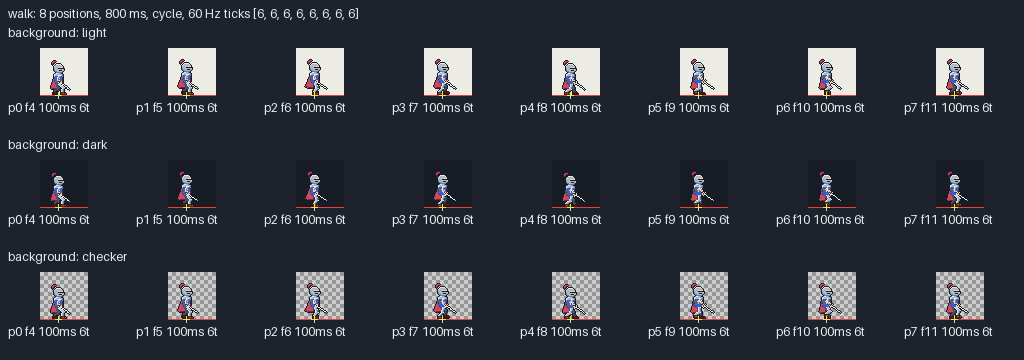 walk: 8 positions, 800 ms, cycle, 60 Hz ticks [6, 6, 6, 6, 6, 6, 6, 6]
background: light
p0 f4 100ms 6t p1 f5 100ms 6t p2 f6 100ms 6t p3 f7 100ms 6t p4 f8 100ms 6t p5 f9 100ms 6t p6 f10 100ms 6t p7 f11 100ms 6t
background: dark
p0 f4 100ms 6t p1 f5 100ms 6t p2 f6 100ms 6t p3 f7 100ms 6t p4 f8 100ms 6t p5 f9 100ms 6t p6 f10 100ms 6t p7 f11 100ms 6t
background: checker
p0 f4 100ms 6t p1 f5 100ms 6t p2 f6 100ms 6t p3 f7 100ms 6t p4 f8 100ms 6t p5 f9 100ms 6t p6 f10 100ms 6t p7 f11 100ms 6t